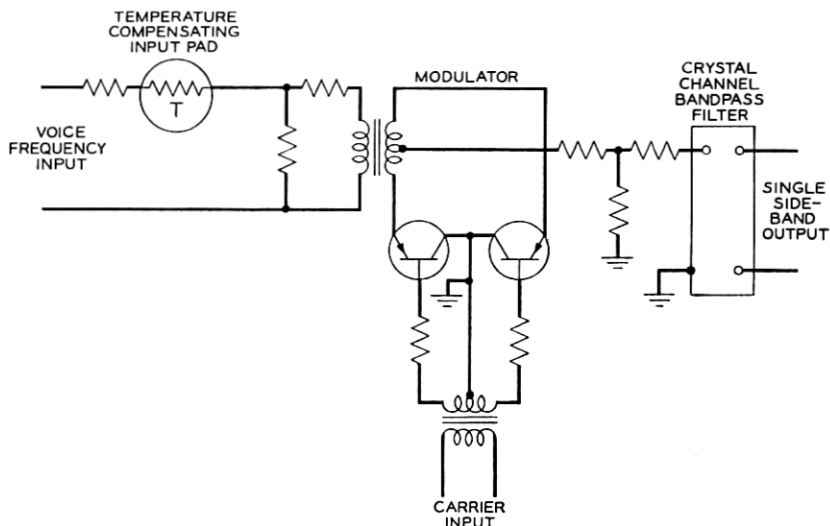 TEMPERATURE
COMPENSATING
INPUT PAD
T
VOICE
FREQUENCY
INPUT
MODULATOR
CRYSTAL
CHANNEL
BANDPASS
FILTER
SINGLE
SIDE-
BAND
OUTPUT
CARRIER
INPUT